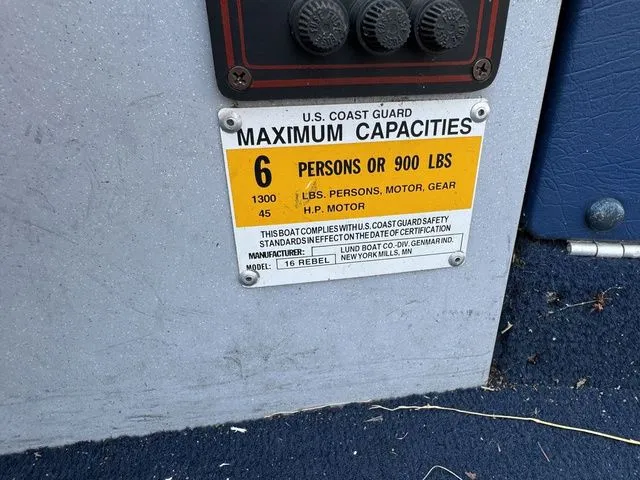 U.S. COAST GUARD
MAXIMUM CAPACITIES
6 PERSONS OR 900 LBS
1300 LBS. PERSONS, MOTOR, GEAR
45 H.P. MOTOR
THIS BOAT COMPLIES WITH U.S. COAST GUARD SAFETY
STANDARDS IN EFFECT ON THE DATE OF CERTIFICATION
MANUFACTURER: LUND BOAT CO.-DIV. GENMAR IND.
NEW YORK MILLS, MN
MODEL: 16 REBEL